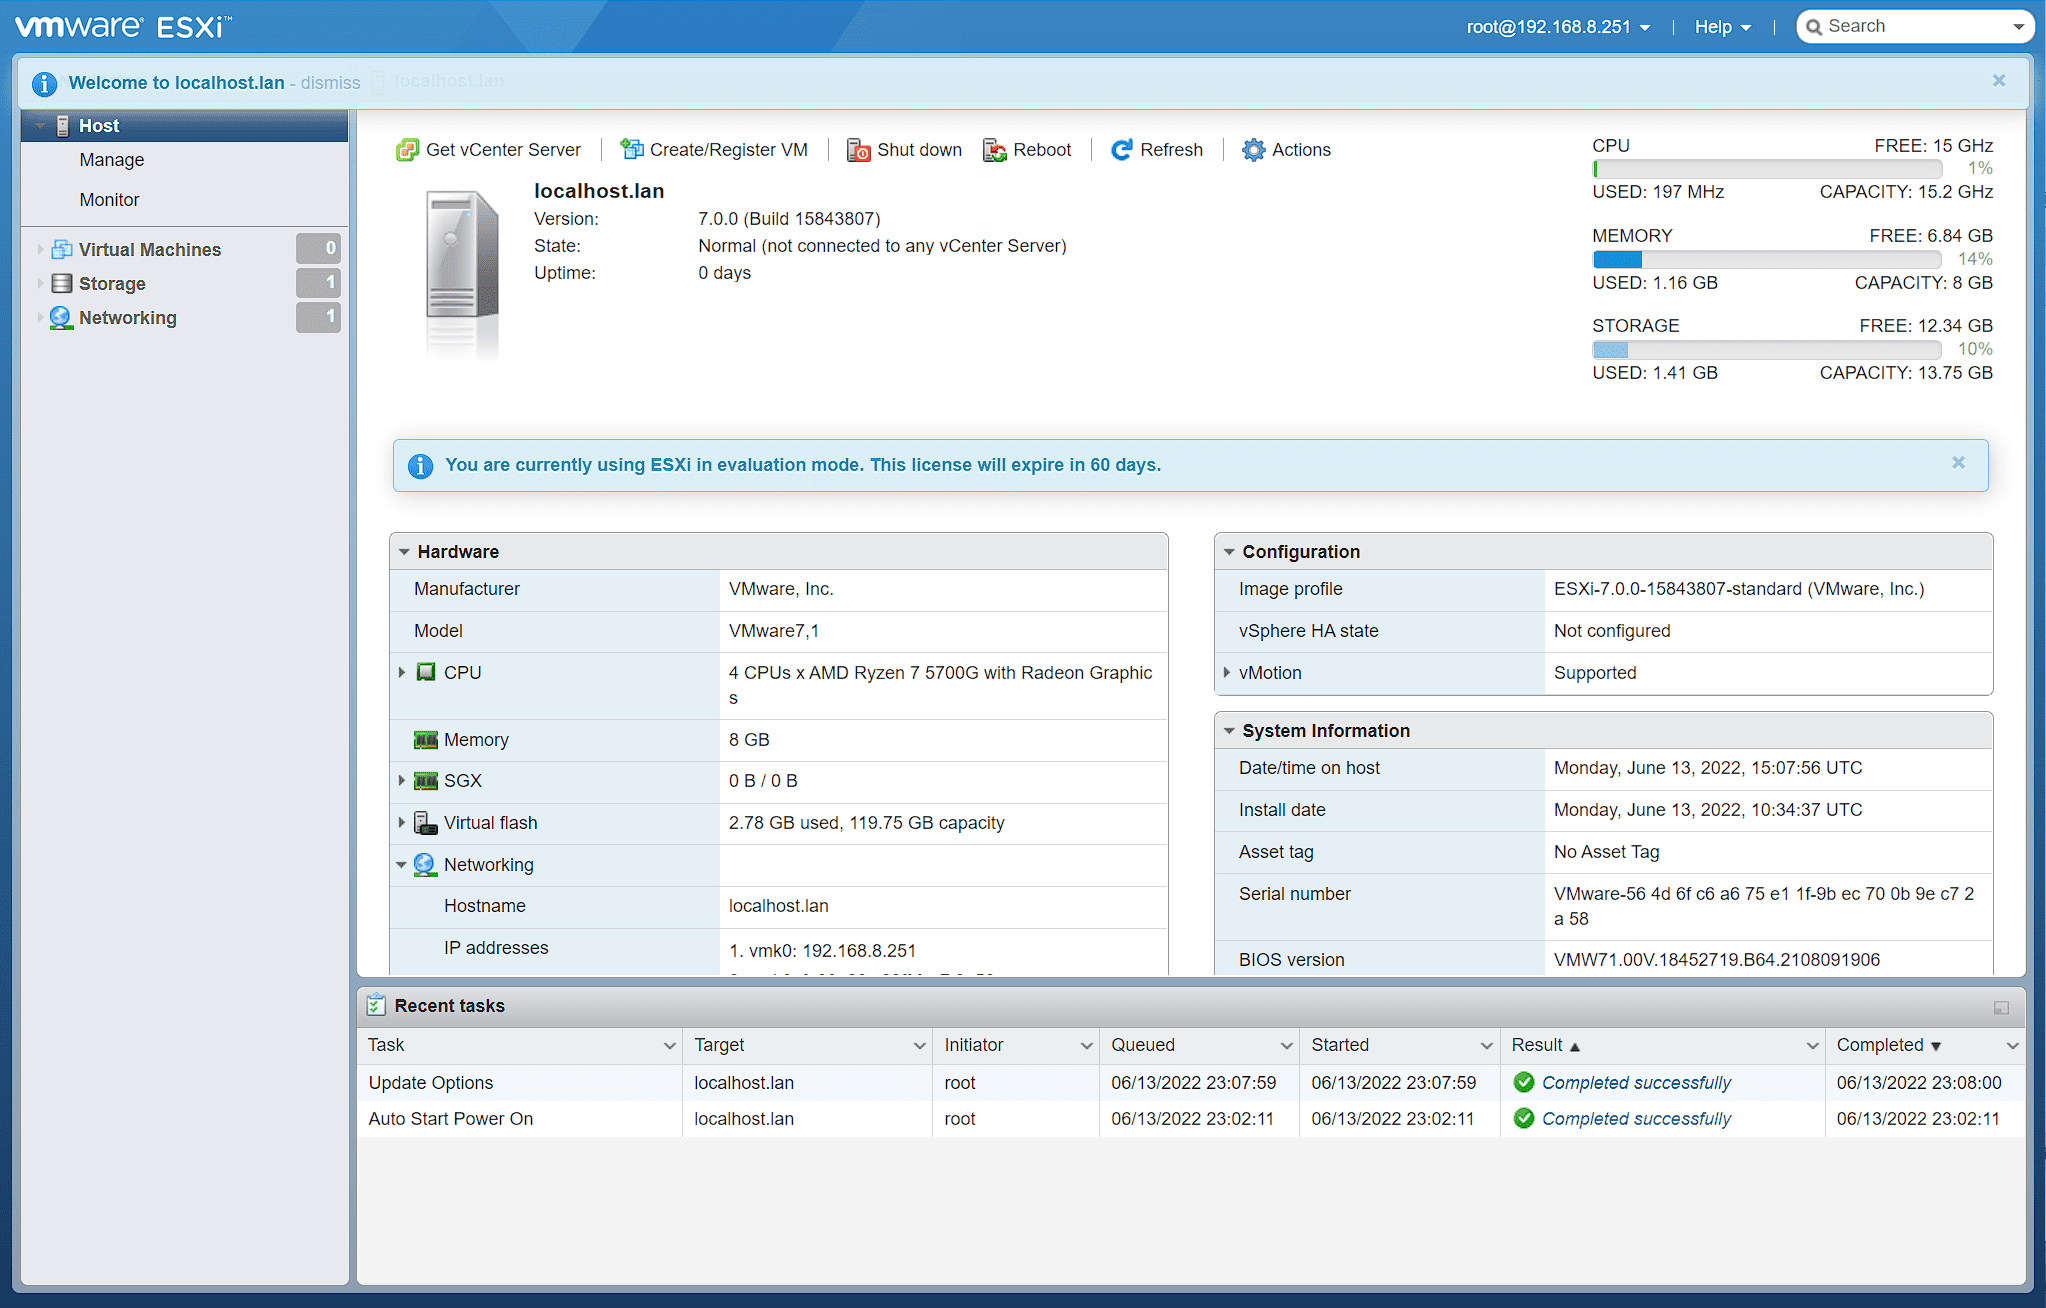 vmware® ESXi™
root@192.168.8.251
Help
Search
Welcome to localhost.lan - dismiss
localhost.lan
Host
Manage
Monitor
Virtual Machines 0
Storage 1
Networking 1
Get vCenter Server
Create/Register VM
Shut down
Reboot
Refresh
Actions
localhost.lan
Version: 7.0.0 (Build 15843807)
State: Normal (not connected to any vCenter Server)
Uptime: 0 days
CPU FREE: 15 GHz
1%
USED: 197 MHz CAPACITY: 15.2 GHz
MEMORY FREE: 6.84 GB
14%
USED: 1.16 GB CAPACITY: 8 GB
STORAGE FREE: 12.34 GB
10%
USED: 1.41 GB CAPACITY: 13.75 GB
You are currently using ESXi in evaluation mode. This license will expire in 60 days.
Hardware
Manufacturer VMware, Inc.
Model VMware7,1
CPU 4 CPUs x AMD Ryzen 7 5700G with Radeon Graphic
s
Memory 8 GB
SGX 0 B / 0 B
Virtual flash 2.78 GB used, 119.75 GB capacity
Networking
Hostname localhost.lan
IP addresses 1. vmk0: 192.168.8.251
Configuration
Image profile ESXi-7.0.0-15843807-standard (VMware, Inc.)
vSphere HA state Not configured
vMotion Supported
System Information
Date/time on host Monday, June 13, 2022, 15:07:56 UTC
Install date Monday, June 13, 2022, 10:34:37 UTC
Asset tag No Asset Tag
Serial number VMware-56 4d 6f c6 a6 75 e1 1f-9b ec 70 0b 9e c7 2
a 58
BIOS version VMW71.00V.18452719.B64.2108091906
Recent tasks
Task Target Initiator Queued Started Result ▲ Completed ▼
Update Options localhost.lan root 06/13/2022 23:07:59 06/13/2022 23:07:59 Completed successfully 06/13/2022 23:08:00
Auto Start Power On localhost.lan root 06/13/2022 23:02:11 06/13/2022 23:02:11 Completed successfully 06/13/2022 23:02:11